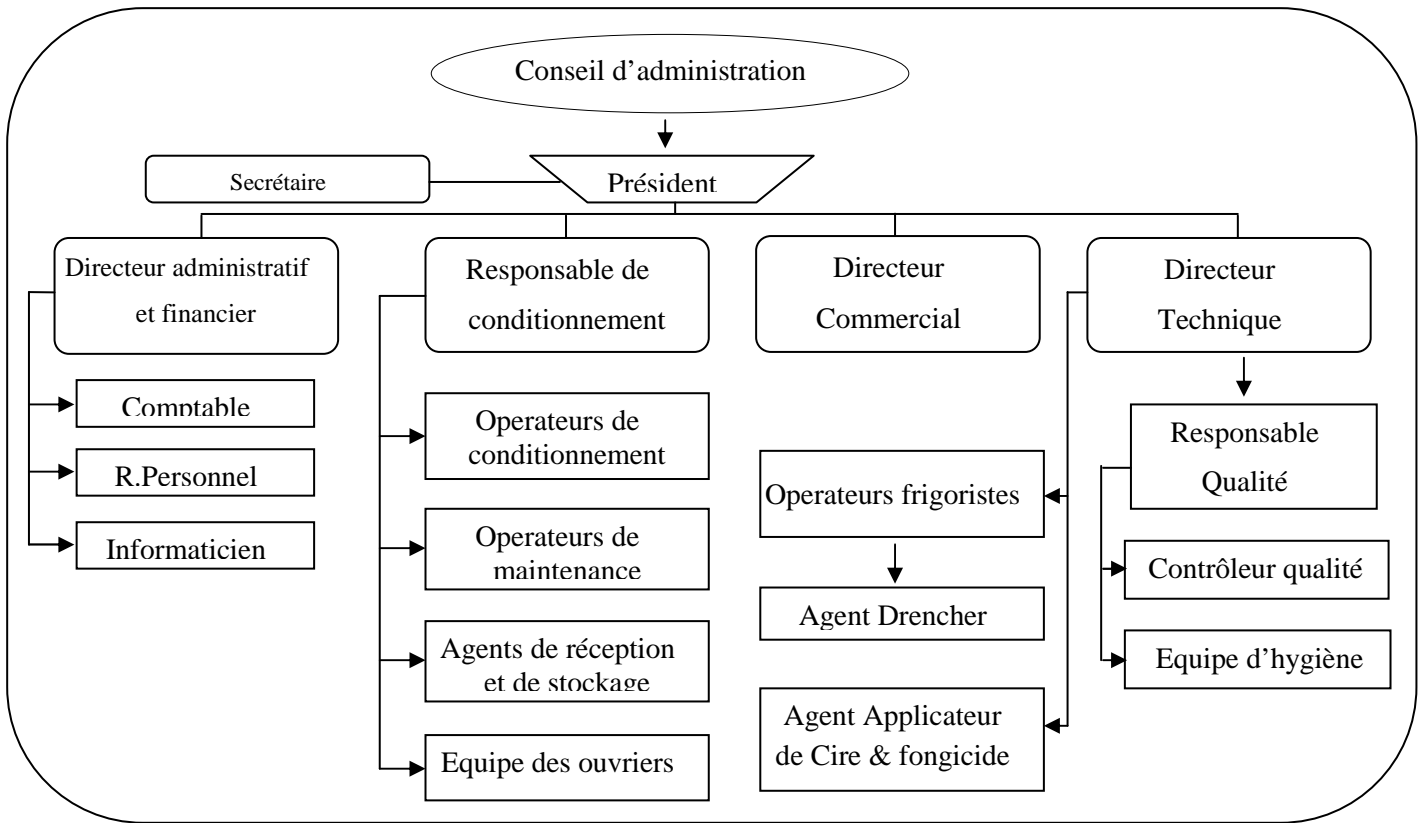 Conseil d’administration
Secrétaire
Président
Directeur administratif
et financier
Responsable de
conditionnement
Directeur
Commercial
Directeur
Technique
Comptable
R.Personnel
Informaticien
Operateurs de
conditionnement
Operateurs de
maintenance
Agents de réception
et de stockage
Equipe des ouvriers
Operateurs frigoristes
Agent Drencher
Agent Applicateur
de Cire & fongicide
Responsable
Qualité
Contrôleur qualité
Equipe d’hygiène